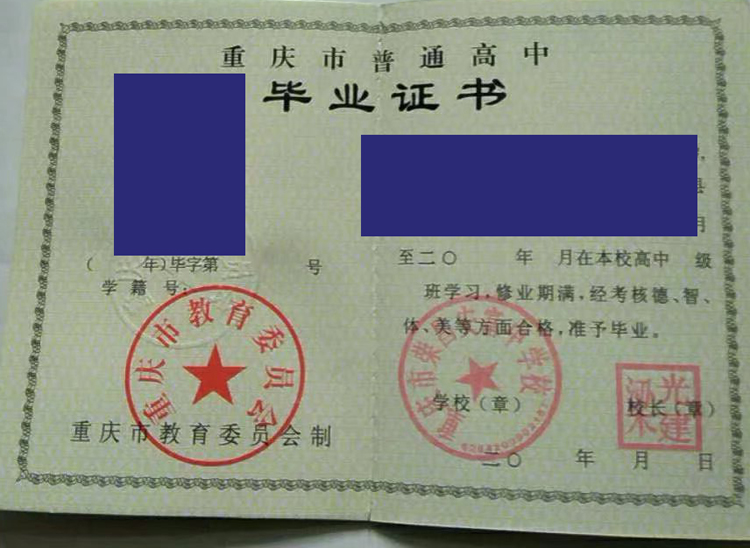 重庆市普通高中
毕业证书
县
月
(　年)毕字第　号
学籍号:
至二〇　年　月在本校高中　级
班学习,修业期满,经考核德、智、
体、美等方面合格,准予毕业。
重庆市教育委员会
学校(章)
校长(章)
重庆市教育委员会制
二〇　年　月　日